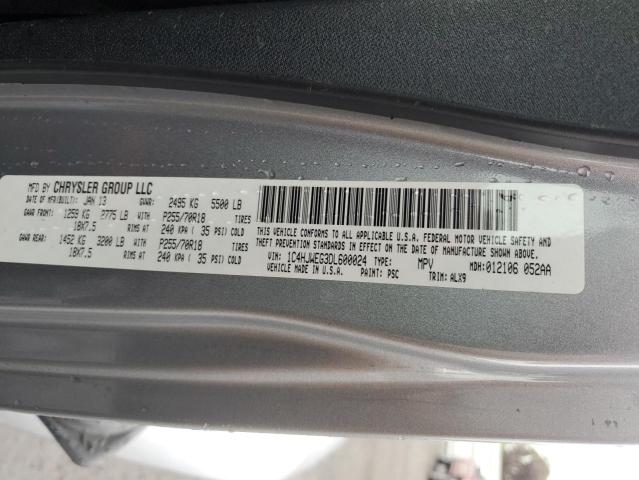 MFD BY CHRYSLER GROUP LLC
DATE OF MFR(BUILT): JAN 13 GVWR: 2495 KG 5500 LB
GAWR FRONT: 1259 KG 2775 LB WITH P255/70R18 TIRES
18X7.5 RIMS AT 240 KPA ( 35 PSI) COLD
GAWR REAR: 1452 KG 3200 LB WITH P255/70R18 TIRES
18X7.5 RIMS AT 240 KPA ( 35 PSI) COLD
THIS VEHICLE CONFORMS TO ALL APPLICABLE U.S.A. FEDERAL MOTOR VEHICLE SAFETY AND
THEFT PREVENTION STANDARDS IN EFFECT ON THE DATE OF MANUFACTURE SHOWN ABOVE.
VIN: 1C4HJWEG3DL600024 TYPE: MPV MDH: 012106 052AA
VEHICLE MADE IN U.S.A. PAINT: PSC TRIM: ALX9